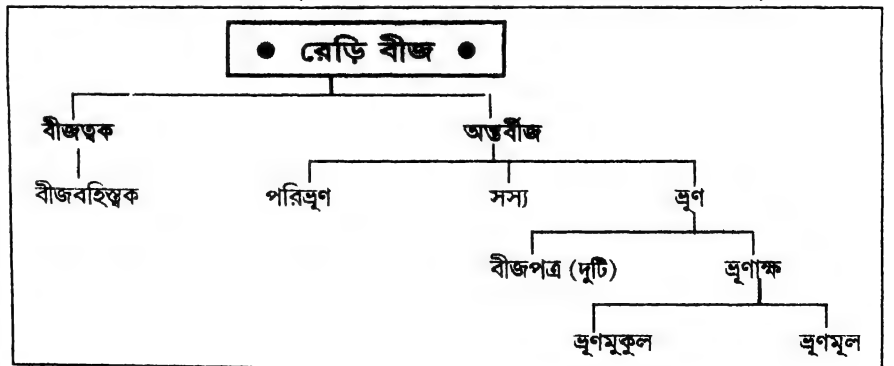 ● রেড়ি বীজ ●
বীজত্বক অন্তর্বীজ
বীজবহিস্ত্বক পরিভ্রূণ সস্য ভ্রূণ
বীজপত্র (দুটি) ভ্রূণাক্ষ
ভ্রূণমুকুল ভ্রূণমূল